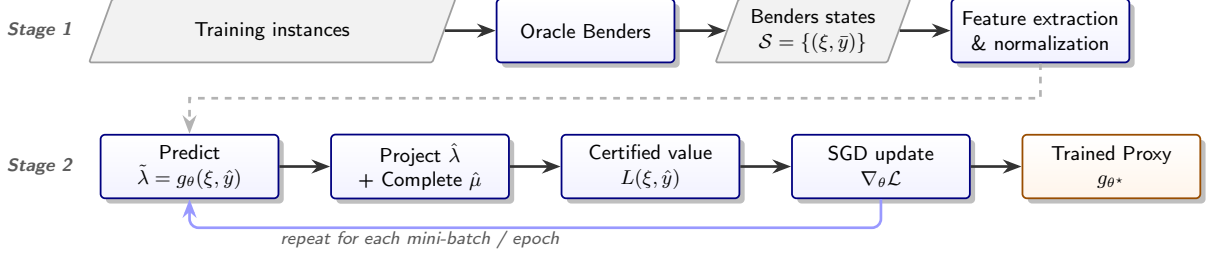 Stage 1
Training instances
Oracle Benders
Benders states
𝒮 = {(ξ, ȳ)}
Feature extraction
& normalization
Stage 2
Predict
λ̃ = g_θ(ξ, ŷ)
Project λ̂
+ Complete μ̂
Certified value
L(ξ, ŷ)
SGD update
∇_θ ℒ
Trained Proxy
g_θ⋆
repeat for each mini-batch / epoch